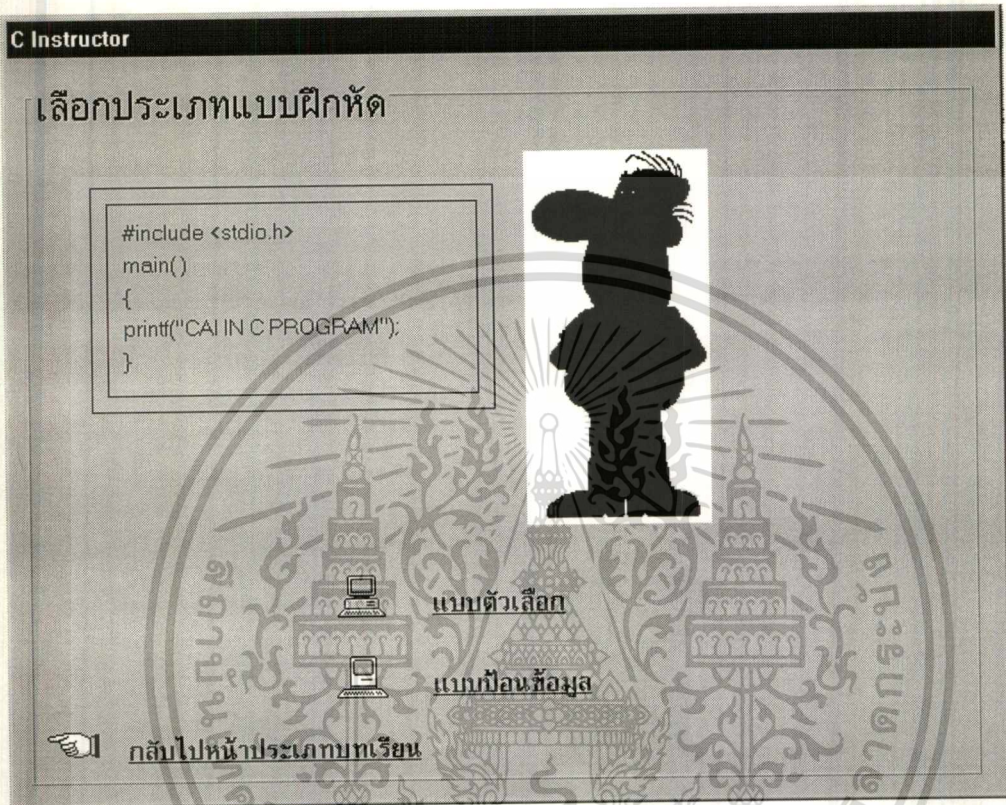 C Instructor
เลือกประเภทแบบฝึกหัด
#include <stdio.h>
main()
{
printf("CAI IN C PROGRAM");
}
แบบตัวเลือก
แบบป้อนข้อมูล
กลับไปหน้าประเภทบทเรียน